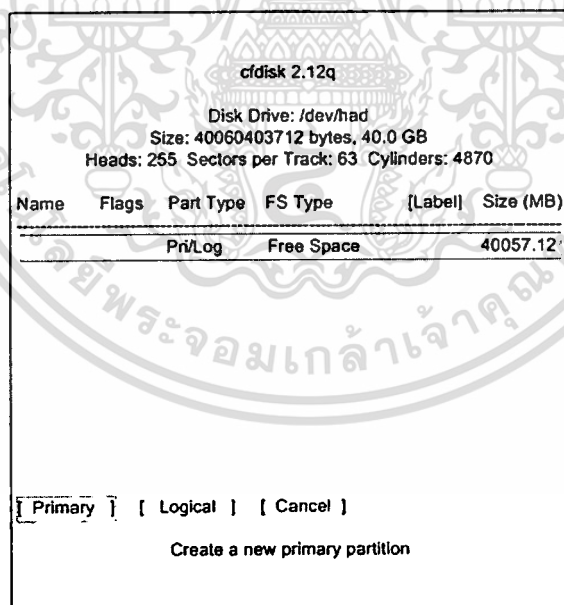 cfdisk 2.12q
Disk Drive: /dev/had
Size: 40060403712 bytes, 40.0 GB
Heads: 255 Sectors per Track: 63 Cylinders: 4870
Name Flags Part Type FS Type [Label] Size (MB)
Pri/Log Free Space 40057.12
[ Primary ] [ Logical ] [ Cancel ]
Create a new primary partition